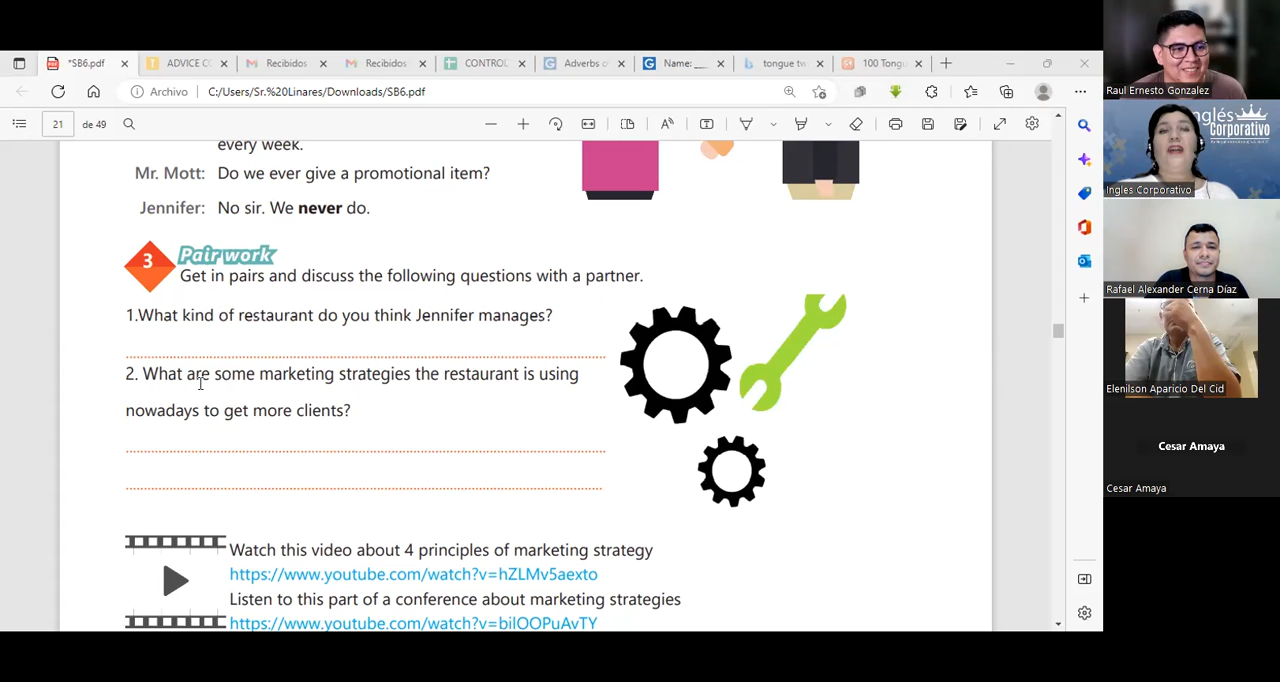 *SB6.pdf
ADVICE CO
Recibidos
Recibidos
CONTROL
Adverbs o
Name: ___
tongue tw
100 Tong
Archivo
C:/Users/Sr.%20Linares/Downloads/SB6.pdf
21
de 49
every week.
Mr. Mott: Do we ever give a promotional item?
Jennifer: No sir. We never do.
3
Pair work
Get in pairs and discuss the following questions with a partner.
1.What kind of restaurant do you think Jennifer manages?
2. What are some marketing strategies the restaurant is using
nowadays to get more clients?
Watch this video about 4 principles of marketing strategy
https://www.youtube.com/watch?v=hZLMv5aexto
Listen to this part of a conference about marketing strategies
https://www.youtube.com/watch?v=bilOOPuAvTY
Raul Ernesto Gonzalez
Inglés
Corporativo
Ingles Corporativo
Rafael Alexander Cerna Díaz
Elenilson Aparicio Del Cid
Cesar Amaya
Cesar Amaya